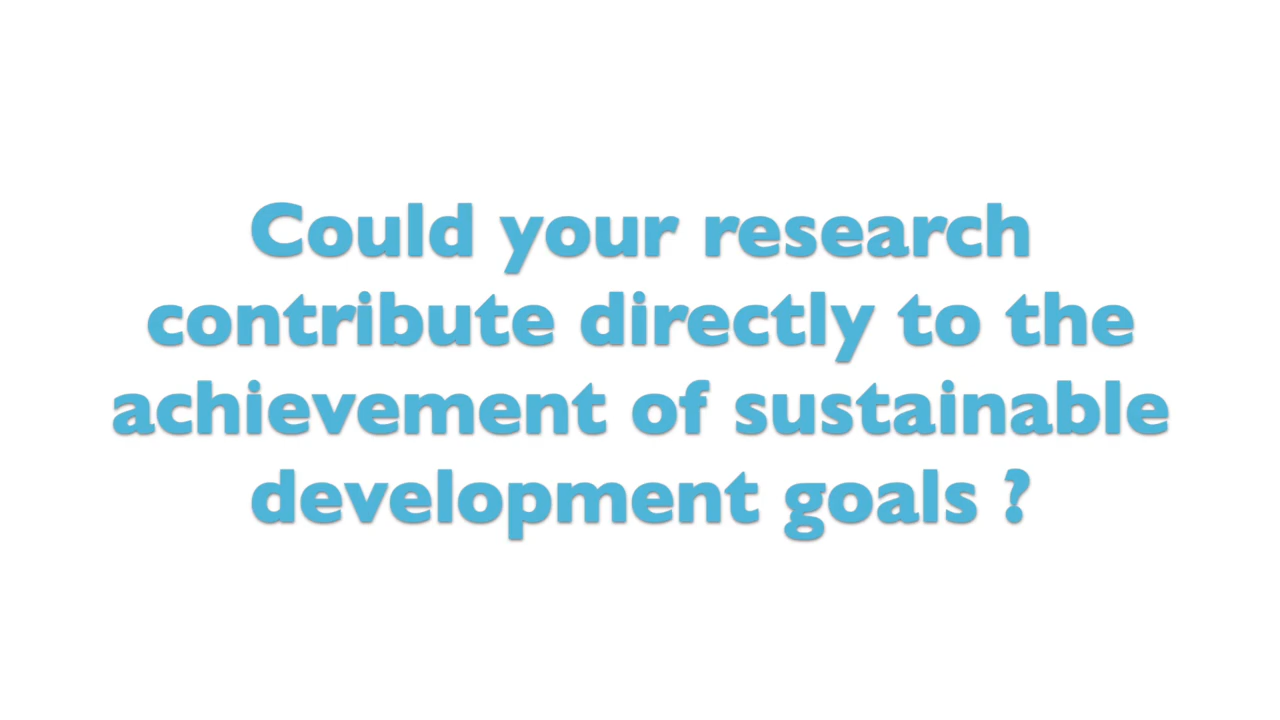 Could your research
contribute directly to the
achievement of sustainable
development goals ?